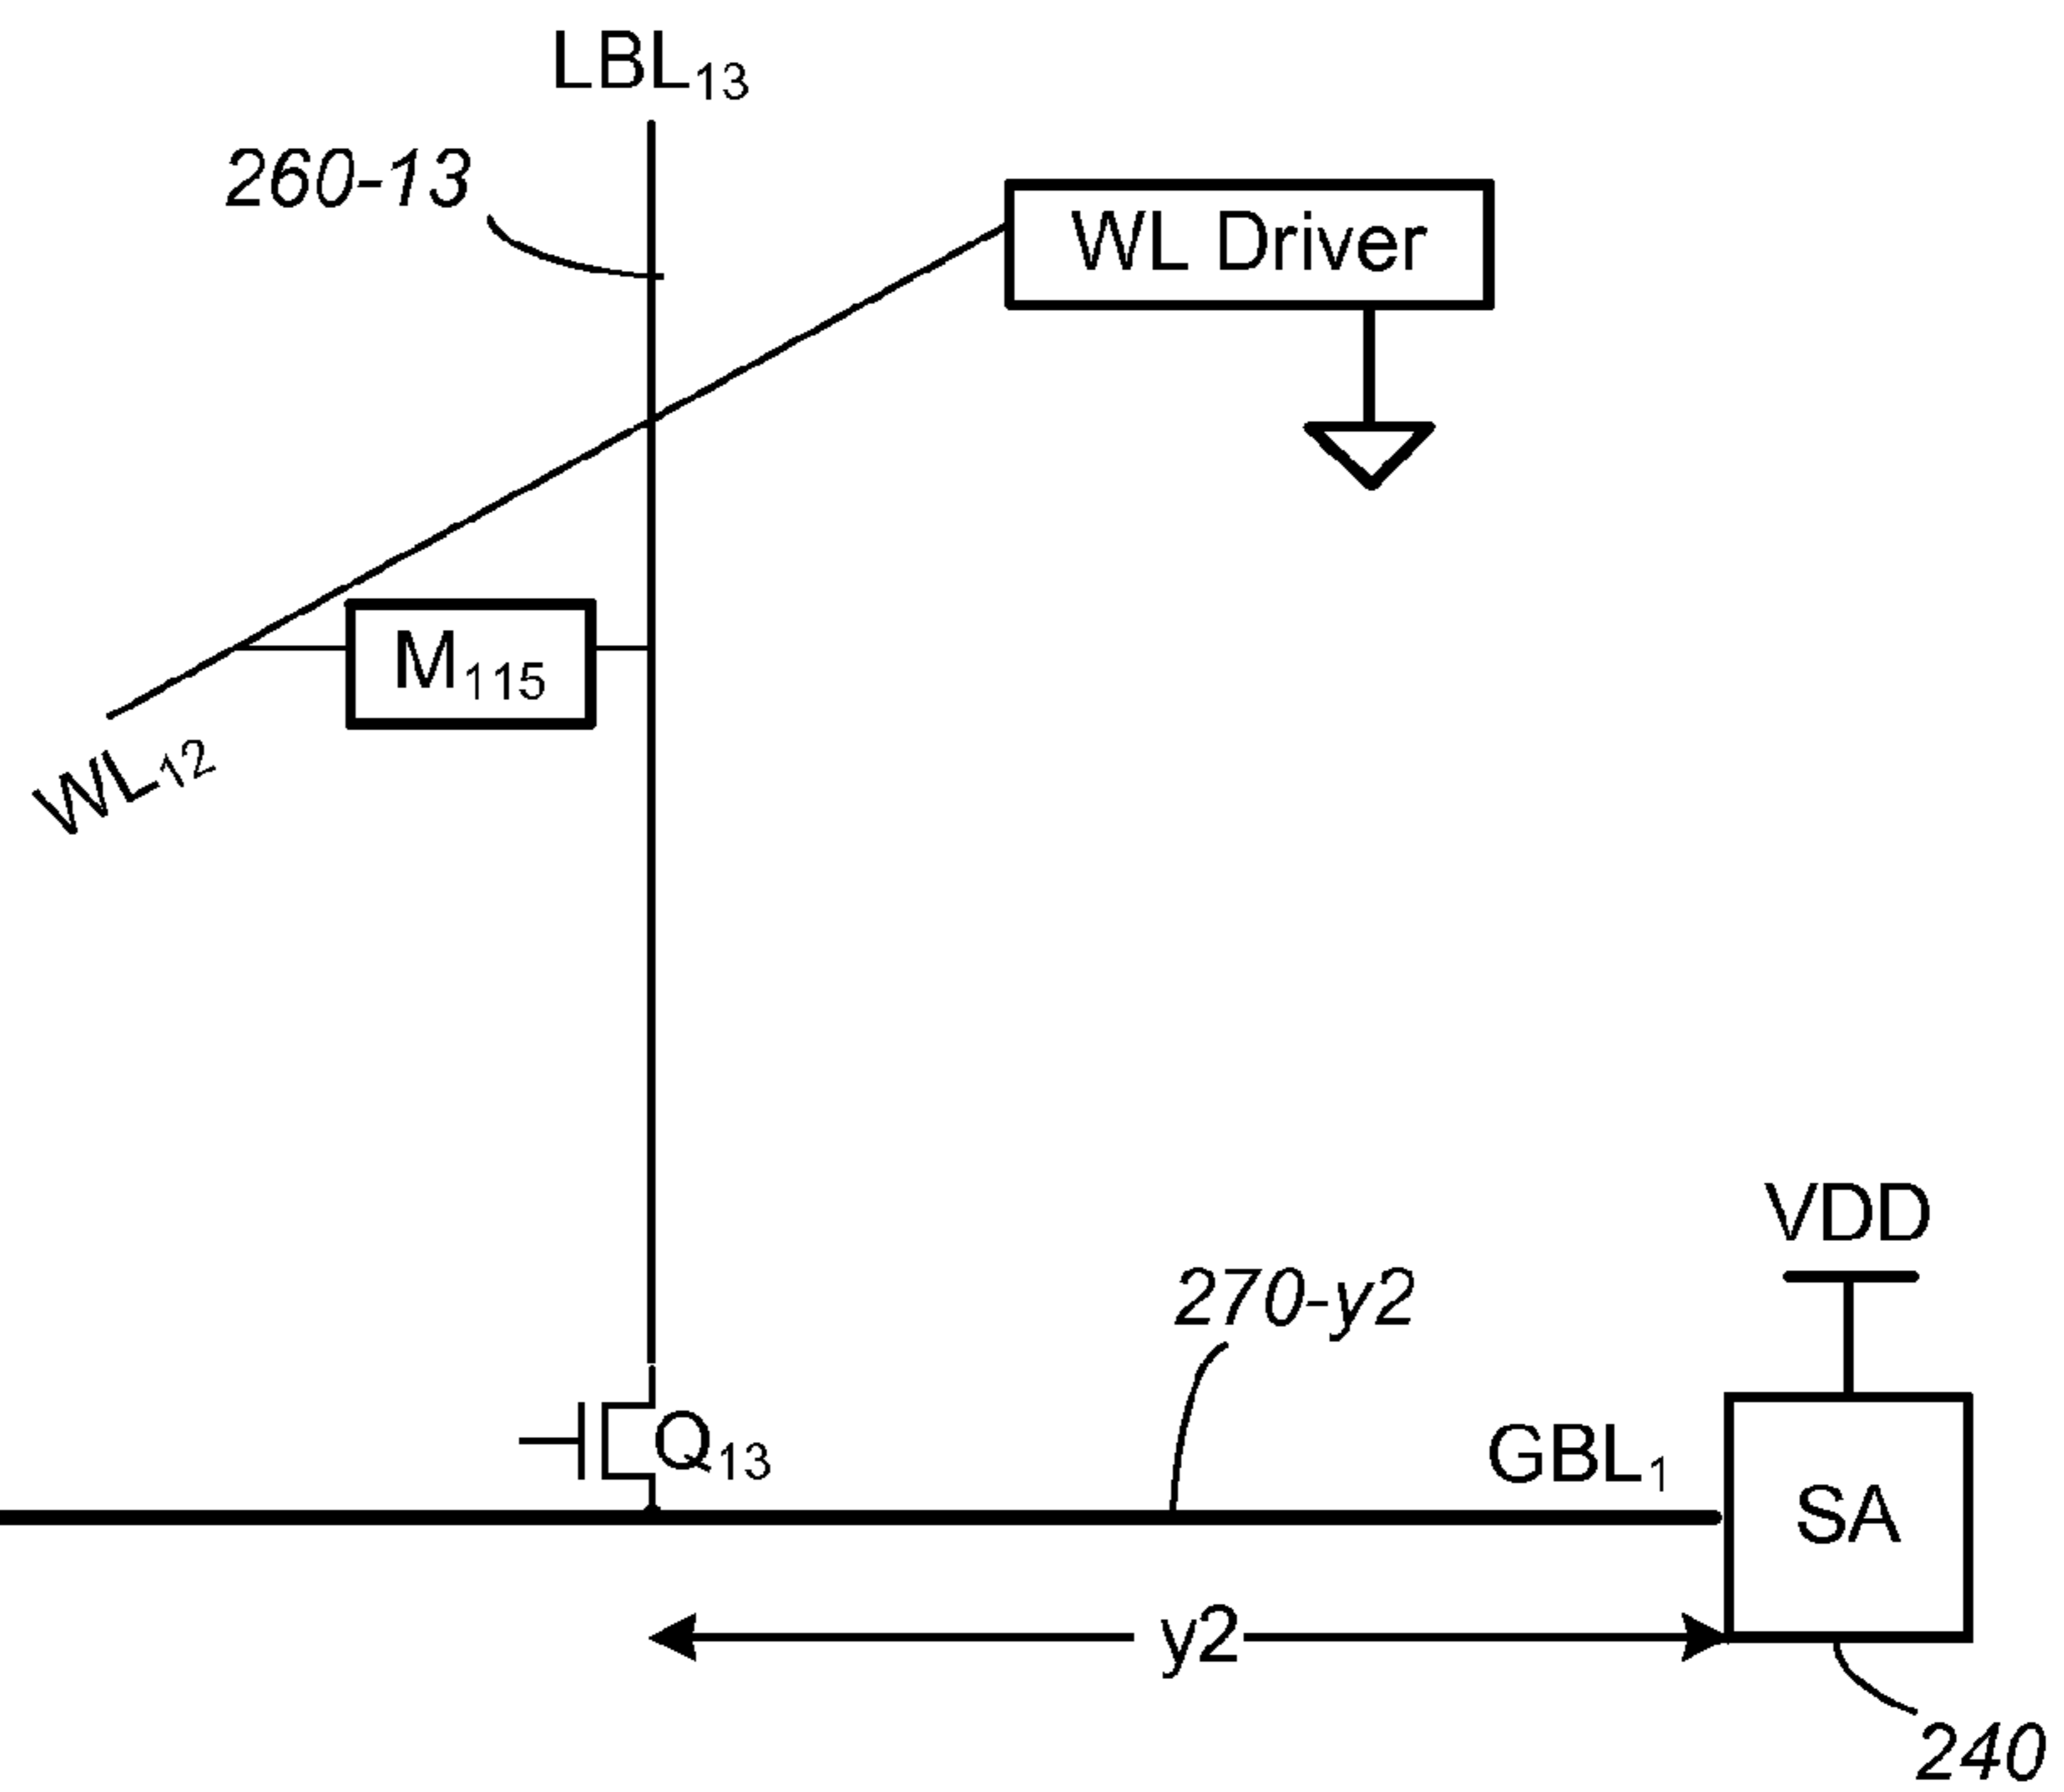 LBL13
260-13
WL Driver
M115
WL12
VDD
270-y2
GBL1
Q13
SA
y2
240